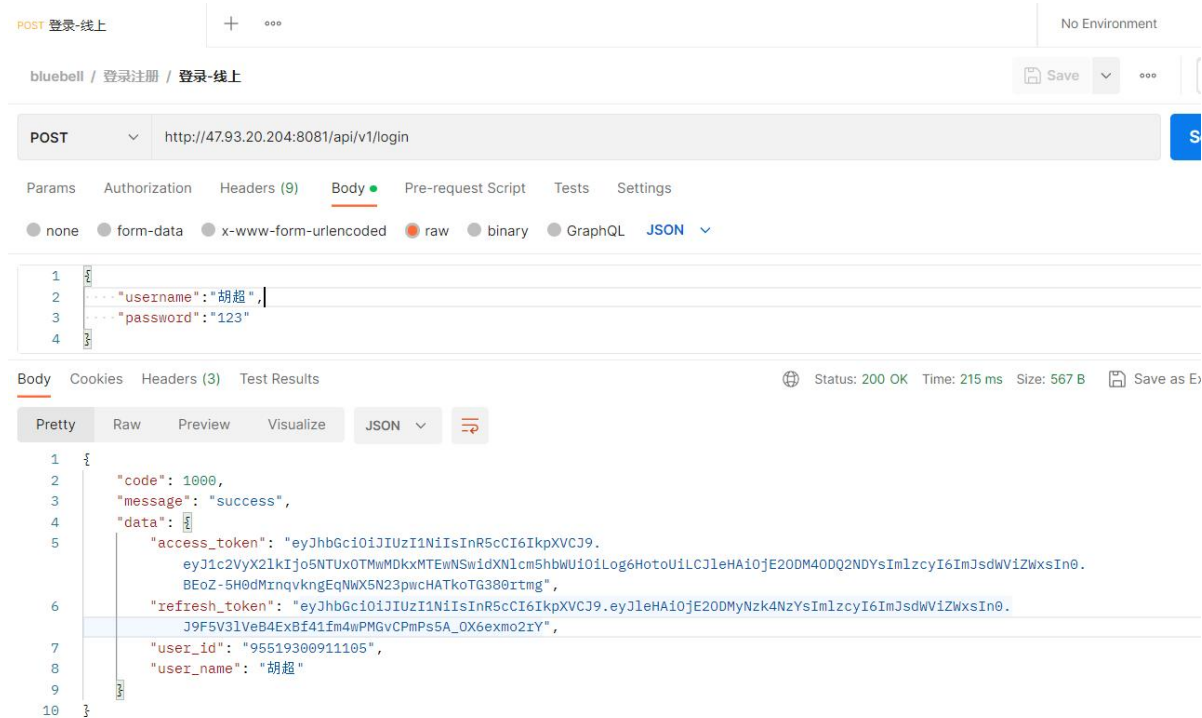 POST 登录-线上
No Environment
bluebell / 登录注册 / 登录-线上
Save
POST http://47.93.20.204:8081/api/v1/login
Params Authorization Headers (9) Body Pre-request Script Tests Settings
none form-data x-www-form-urlencoded raw binary GraphQL JSON
1 {
2 "username":"胡超",
3 "password":"123"
4 }
Body Cookies Headers (3) Test Results Status: 200 OK Time: 215 ms Size: 567 B Save as Ex
Pretty Raw Preview Visualize JSON
1 {
2 "code": 1000,
3 "message": "success",
4 "data": {
5 "access_token": "eyJhbGciOiJIUzI1NiIsInR5cCI6IkpXVCJ9.
eyJ1c2VyX2lkIjo5NTUxOTMwMDkxMTEwNSwidXNlcm5hbWUiOiLog6HotoUiLCJleHAiOjE2ODM4ODQ2NDYsImlzcyI6ImJsdWViZWxsIn0.
BEoZ-5H0dMrnqvkngEqNWX5N23pwcHATkoTG380rtmg",
6 "refresh_token": "eyJhbGciOiJIUzI1NiIsInR5cCI6IkpXVCJ9.eyJleHAiOjE2ODMyNzk4NzYsImlzcyI6ImJsdWViZWxsIn0.
J9F5V3lVeB4ExBf41fm4wPMGvCPmPs5A_OX6exmo2rY",
7 "user_id": "95519300911105",
8 "user_name": "胡超"
9 }
10 }